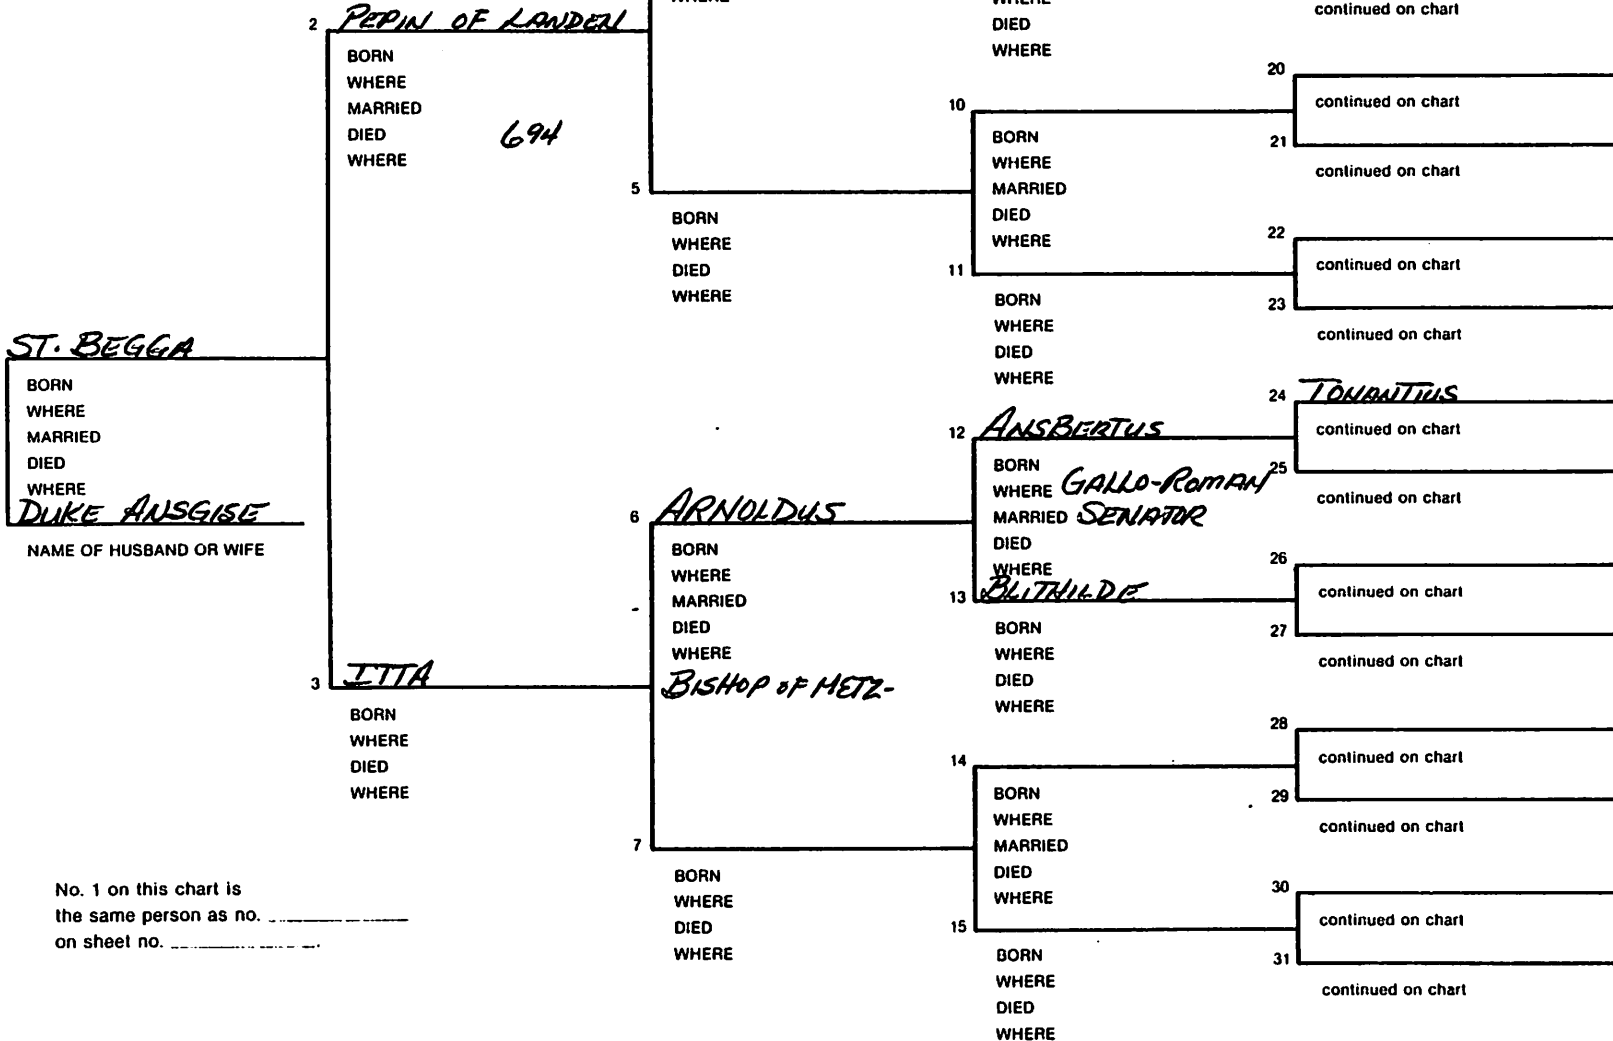 WHERE
WHERE
continued on chart
2 PEPIN OF LANDEN
DIED
WHERE
BORN
WHERE
MARRIED
DIED 694
WHERE
20
continued on chart
10
21
BORN
WHERE
MARRIED
DIED
WHERE
continued on chart
5
BORN
WHERE
DIED
WHERE
22
continued on chart
11
23
BORN
WHERE
DIED
WHERE
continued on chart
ST. BEGGA
BORN
WHERE
MARRIED
DIED
WHERE
DUKE ANSGISE
NAME OF HUSBAND OR WIFE
24 TONANTIUS
continued on chart
12 ANSBERTUS
25
BORN
WHERE GALLO-ROMAN
MARRIED SENATOR
DIED
WHERE
continued on chart
6 ARNOLDUS
BORN
WHERE
MARRIED
DIED
WHERE
BISHOP OF METZ-
26
continued on chart
13 BLITHILDE
27
BORN
WHERE
DIED
WHERE
continued on chart
3 ITTA
BORN
WHERE
DIED
WHERE
28
continued on chart
14
29
BORN
WHERE
MARRIED
DIED
WHERE
continued on chart
7
BORN
WHERE
DIED
WHERE
30
continued on chart
15
31
BORN
WHERE
DIED
WHERE
continued on chart
No. 1 on this chart is
the same person as no.
on sheet no.